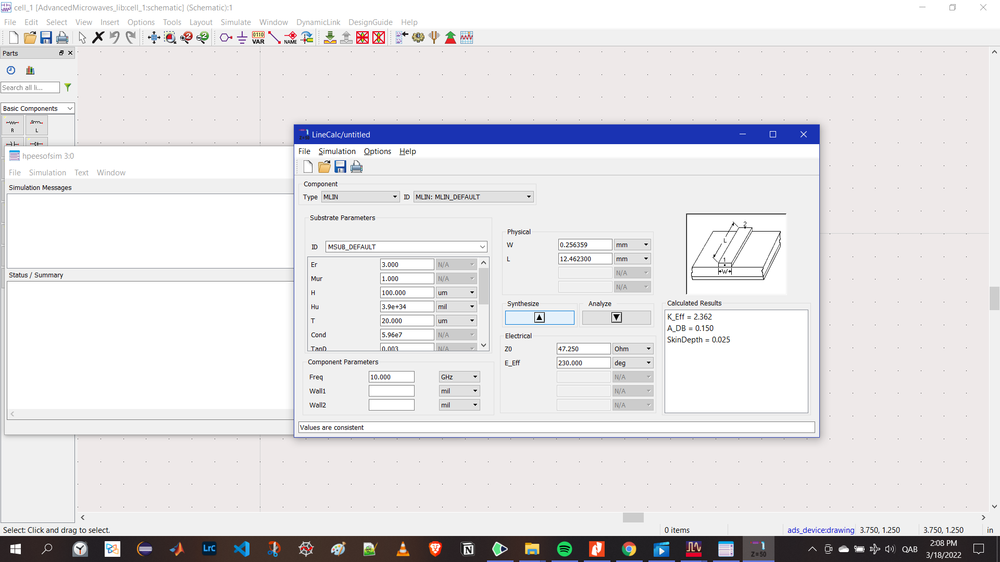 cell_1 [AdvancedMicrowaves_lib:cell_1:schematic] (Schematic):1
File Edit Select View Insert Options Tools Layout Simulate Window DynamicLink DesignGuide Help
0110
VAR
NAME
Parts
Search all li...
Basic Components
R L
hpeesofsim 3:0
File Simulation Text Window
Simulation Messages
Status / Summary
LineCalc/untitled
File Simulation Options Help
Component
Type MLIN ID MLIN: MLIN_DEFAULT
Substrate Parameters
ID MSUB_DEFAULT
Er 3.000 N/A
Mur 1.000 N/A
H 100.000 um
Hu 3.9e+34 mil
T 20.000 um
Cond 5.96e7 N/A
TanD 0.003 N/A
Component Parameters
Freq 10.000 GHz
Wall1 mil
Wall2 mil
Physical
W 0.256359 mm
L 12.462300 mm
N/A
N/A
Synthesize Analyze
Electrical
Z0 47.250 Ohm
E_Eff 230.000 deg
N/A
N/A
N/A
2
L
1
W
Calculated Results
K_Eff = 2.362
A_DB = 0.150
SkinDepth = 0.025
Values are consistent
Select: Click and drag to select.
0 items ads_device:drawing 3.750, 1.250 3.750, 1.250 in
Lrc
Z=50
QAB
2:08 PM
3/18/2022